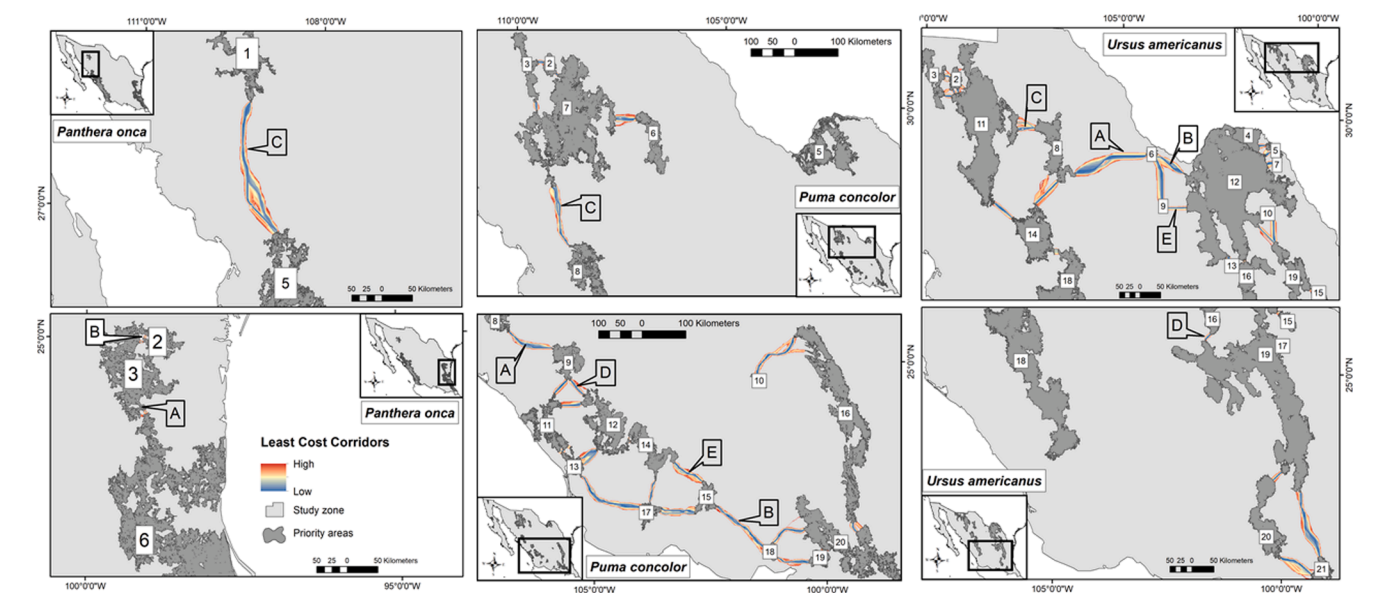 111°0'0"W 108°0'0"W
27°0'0"N
Panthera onca
1
C
5
50 25 0 50 Kilometers
110°0'0"W 105°0'0"W
30°0'0"N
100 50 0 100 Kilometers
3 2
7
6
5
Puma concolor
C
8
105°0'0"W 100°0'0"W
30°0'0"N
Ursus americanus
3 2
C
11
A
B
4
8
6
5
7
12
9
10
E
14
13
18
16
19
15
50 25 0 50 Kilometers
25°0'0"N
B
2
3
A
6
Panthera onca
Least Cost Corridors
High
Low
Study zone
Priority areas
50 25 0 50 Kilometers
100°0'0"W 95°0'0"W
8
100 50 0 100 Kilometers
25°0'0"N
A
9
D
10
11
12
16
14
13
E
15
17
B
18
20
19
Puma concolor
105°0'0"W 100°0'0"W
D
16
15
17
18
19
25°0'0"N
Ursus americanus
20
21
50 25 0 50 Kilometers
105°0'0"W 100°0'0"W